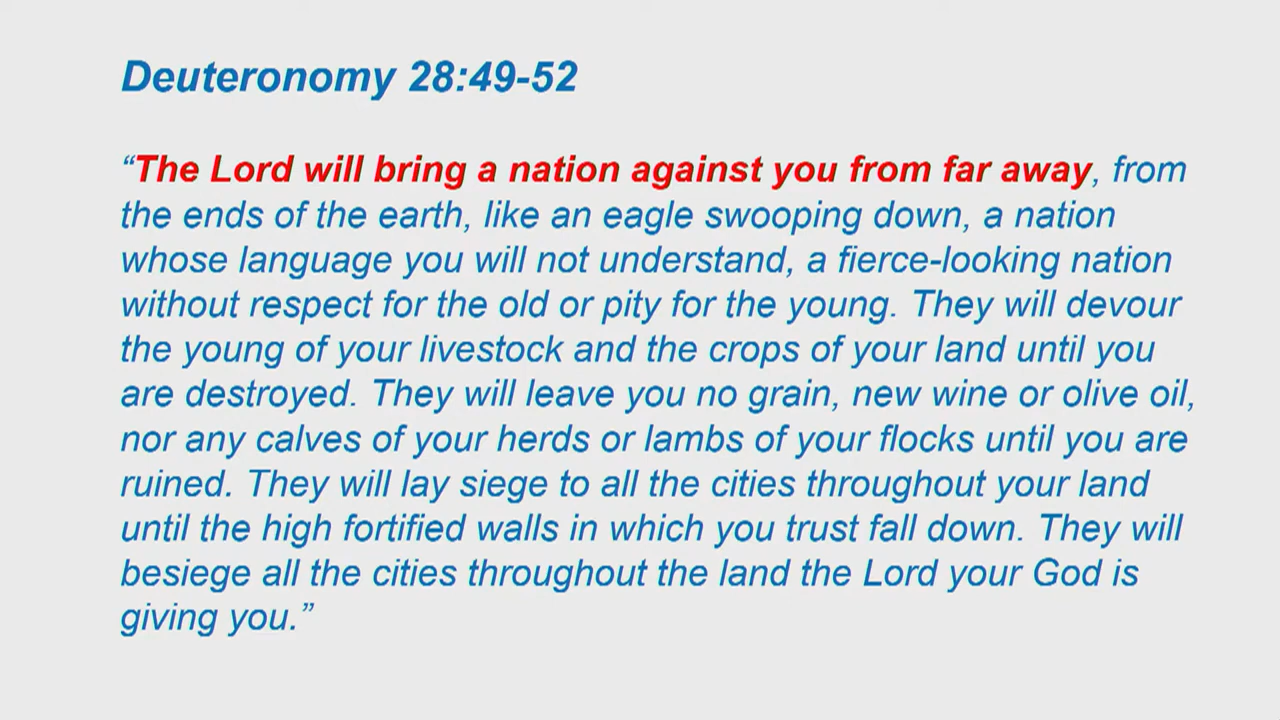 Deuteronomy 28:49-52
“The Lord will bring a nation against you from far away, from
the ends of the earth, like an eagle swooping down, a nation
whose language you will not understand, a fierce-looking nation
without respect for the old or pity for the young. They will devour
the young of your livestock and the crops of your land until you
are destroyed. They will leave you no grain, new wine or olive oil,
nor any calves of your herds or lambs of your flocks until you are
ruined. They will lay siege to all the cities throughout your land
until the high fortified walls in which you trust fall down. They will
besiege all the cities throughout the land the Lord your God is
giving you.”